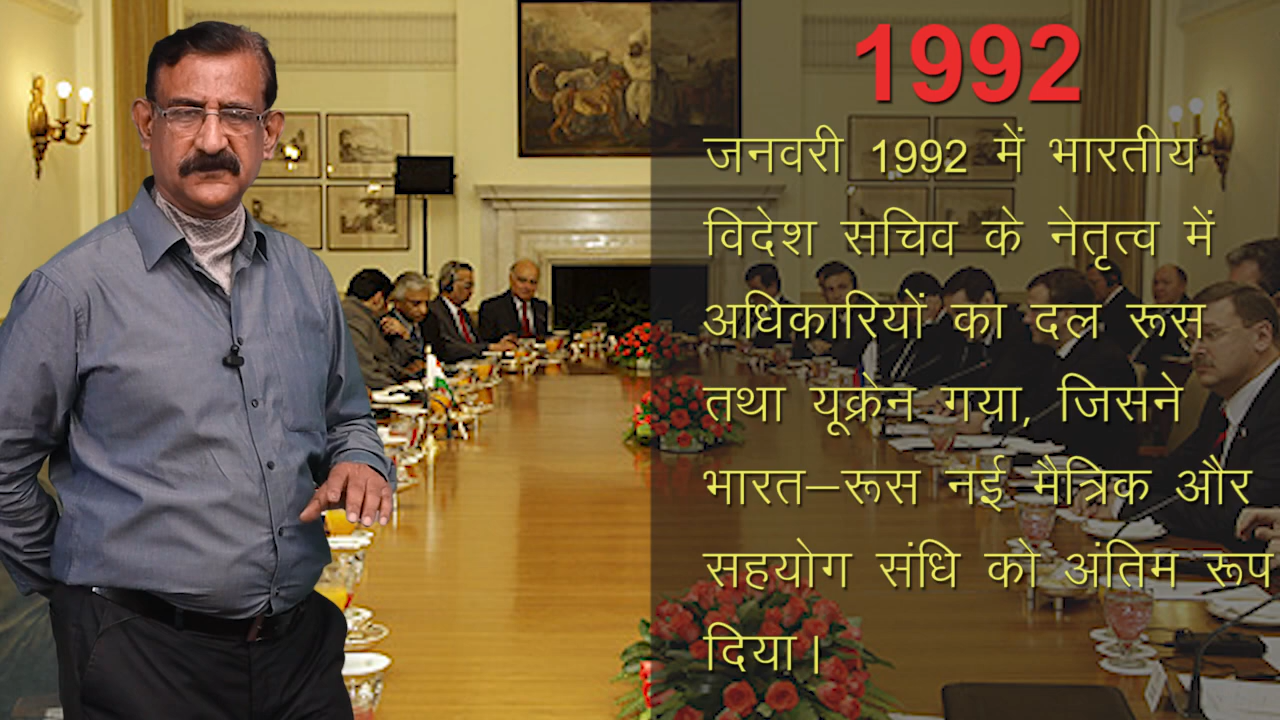 1992
जनवरी 1992 में भारतीय
विदेश सचिव के नेतृत्व में
अधिकारियों का दल रूस
तथा यूक्रेन गया, जिसने
भारत–रूस नई मैत्रिक और
सहयोग संधि को अंतिम रूप
दिया।